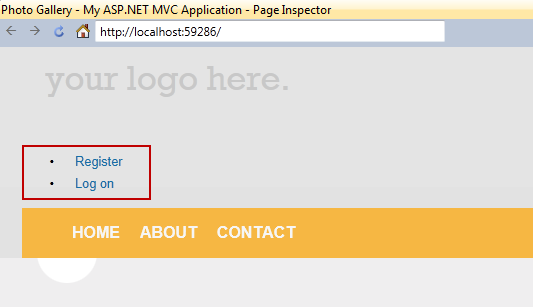 Photo Gallery - My ASP.NET MVC Application - Page Inspector
http://localhost:59286/
your logo here.
• Register
• Log on
HOME ABOUT CONTACT